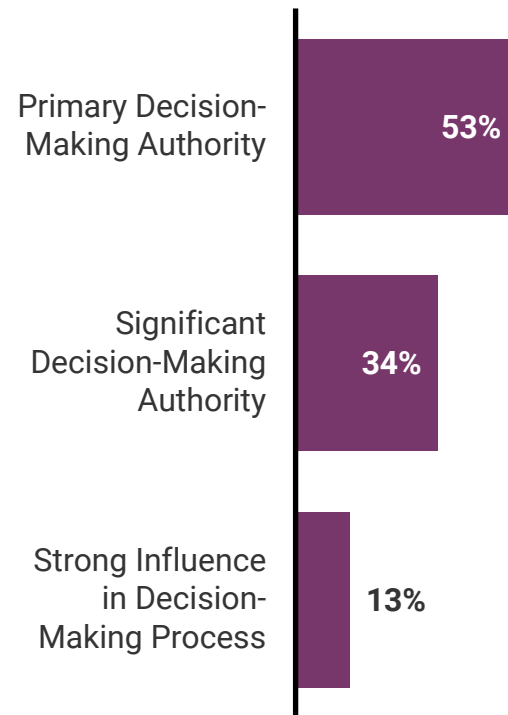 Primary Decision-
Making Authority
53%
Significant
Decision-Making
Authority
34%
Strong Influence
in Decision-
Making Process
13%